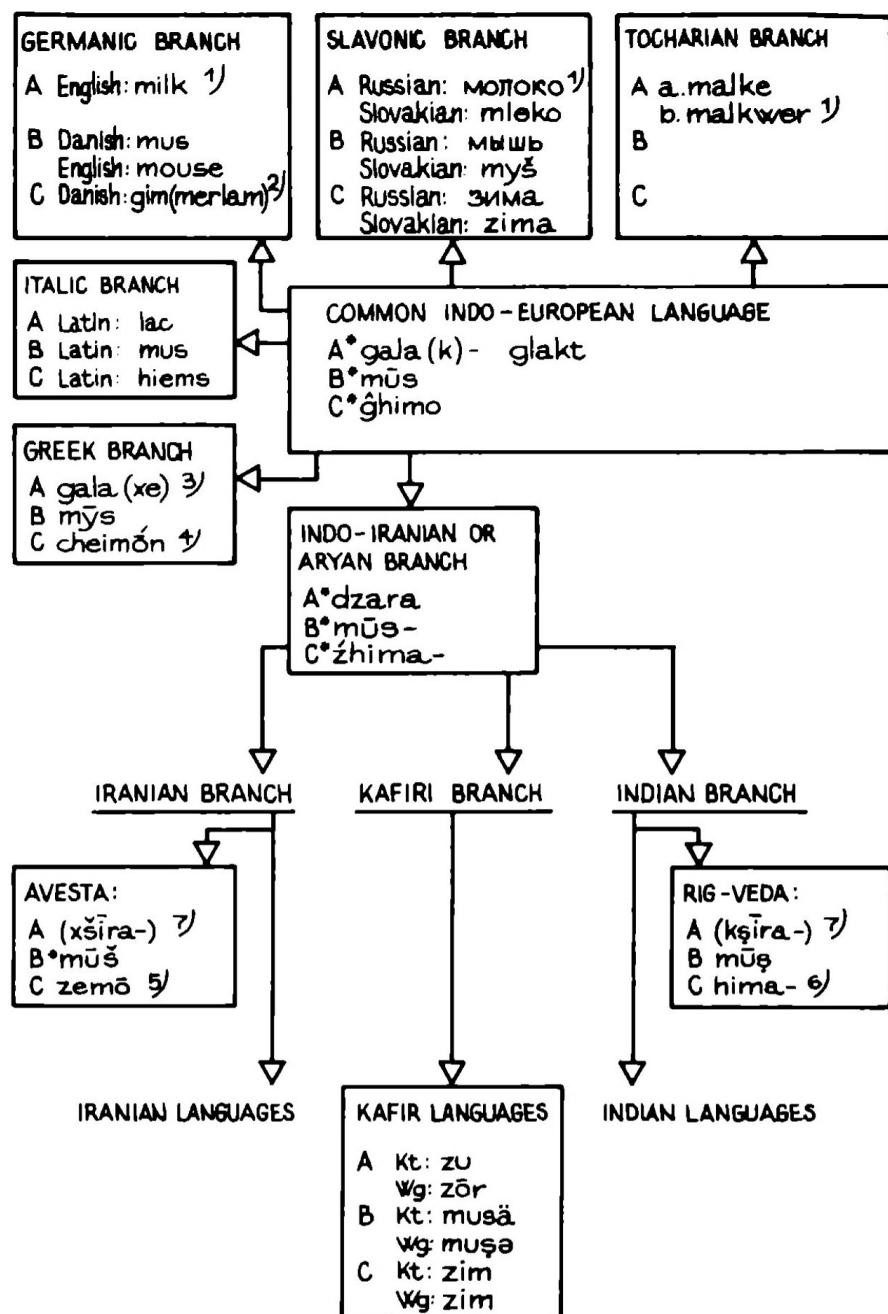 GERMANIC BRANCH
A English: milk 1)
B Danish: mus
English: mouse
C Danish: gim(merlam) 2)
SLAVONIC BRANCH
A Russian: молоко 1)
Slovakian: mleko
B Russian: мышь
Slovakian: myš
C Russian: зима
Slovakian: zima
TOCHARIAN BRANCH
A a. malke
b. malkwer 1)
B
C
ITALIC BRANCH
A Latin: lac
B Latin: mus
C Latin: hiems
COMMON INDO-EUROPEAN LANGUAGE
A* gala (k) - glakt
B* mūs
C* ĝhimo
GREEK BRANCH
A gala (xe) 3)
B mȳs
C cheimṓn 4)
INDO-IRANIAN OR
ARYAN BRANCH
A* dzara
B* mūs-
C* źhima-
IRANIAN BRANCH
KAFIRI BRANCH
INDIAN BRANCH
AVESTA:
A (xšīra-) 7)
B* mūš
C zemō 5)
RIG-VEDA:
A (kṣīra-) 7)
B mūṣ
C hima- 6)
IRANIAN LANGUAGES
KAFIR LANGUAGES
A Kt: zu
Wg: zōr
B Kt: musä
Wg: muṣə
C Kt: zim
Wg: zim
INDIAN LANGUAGES